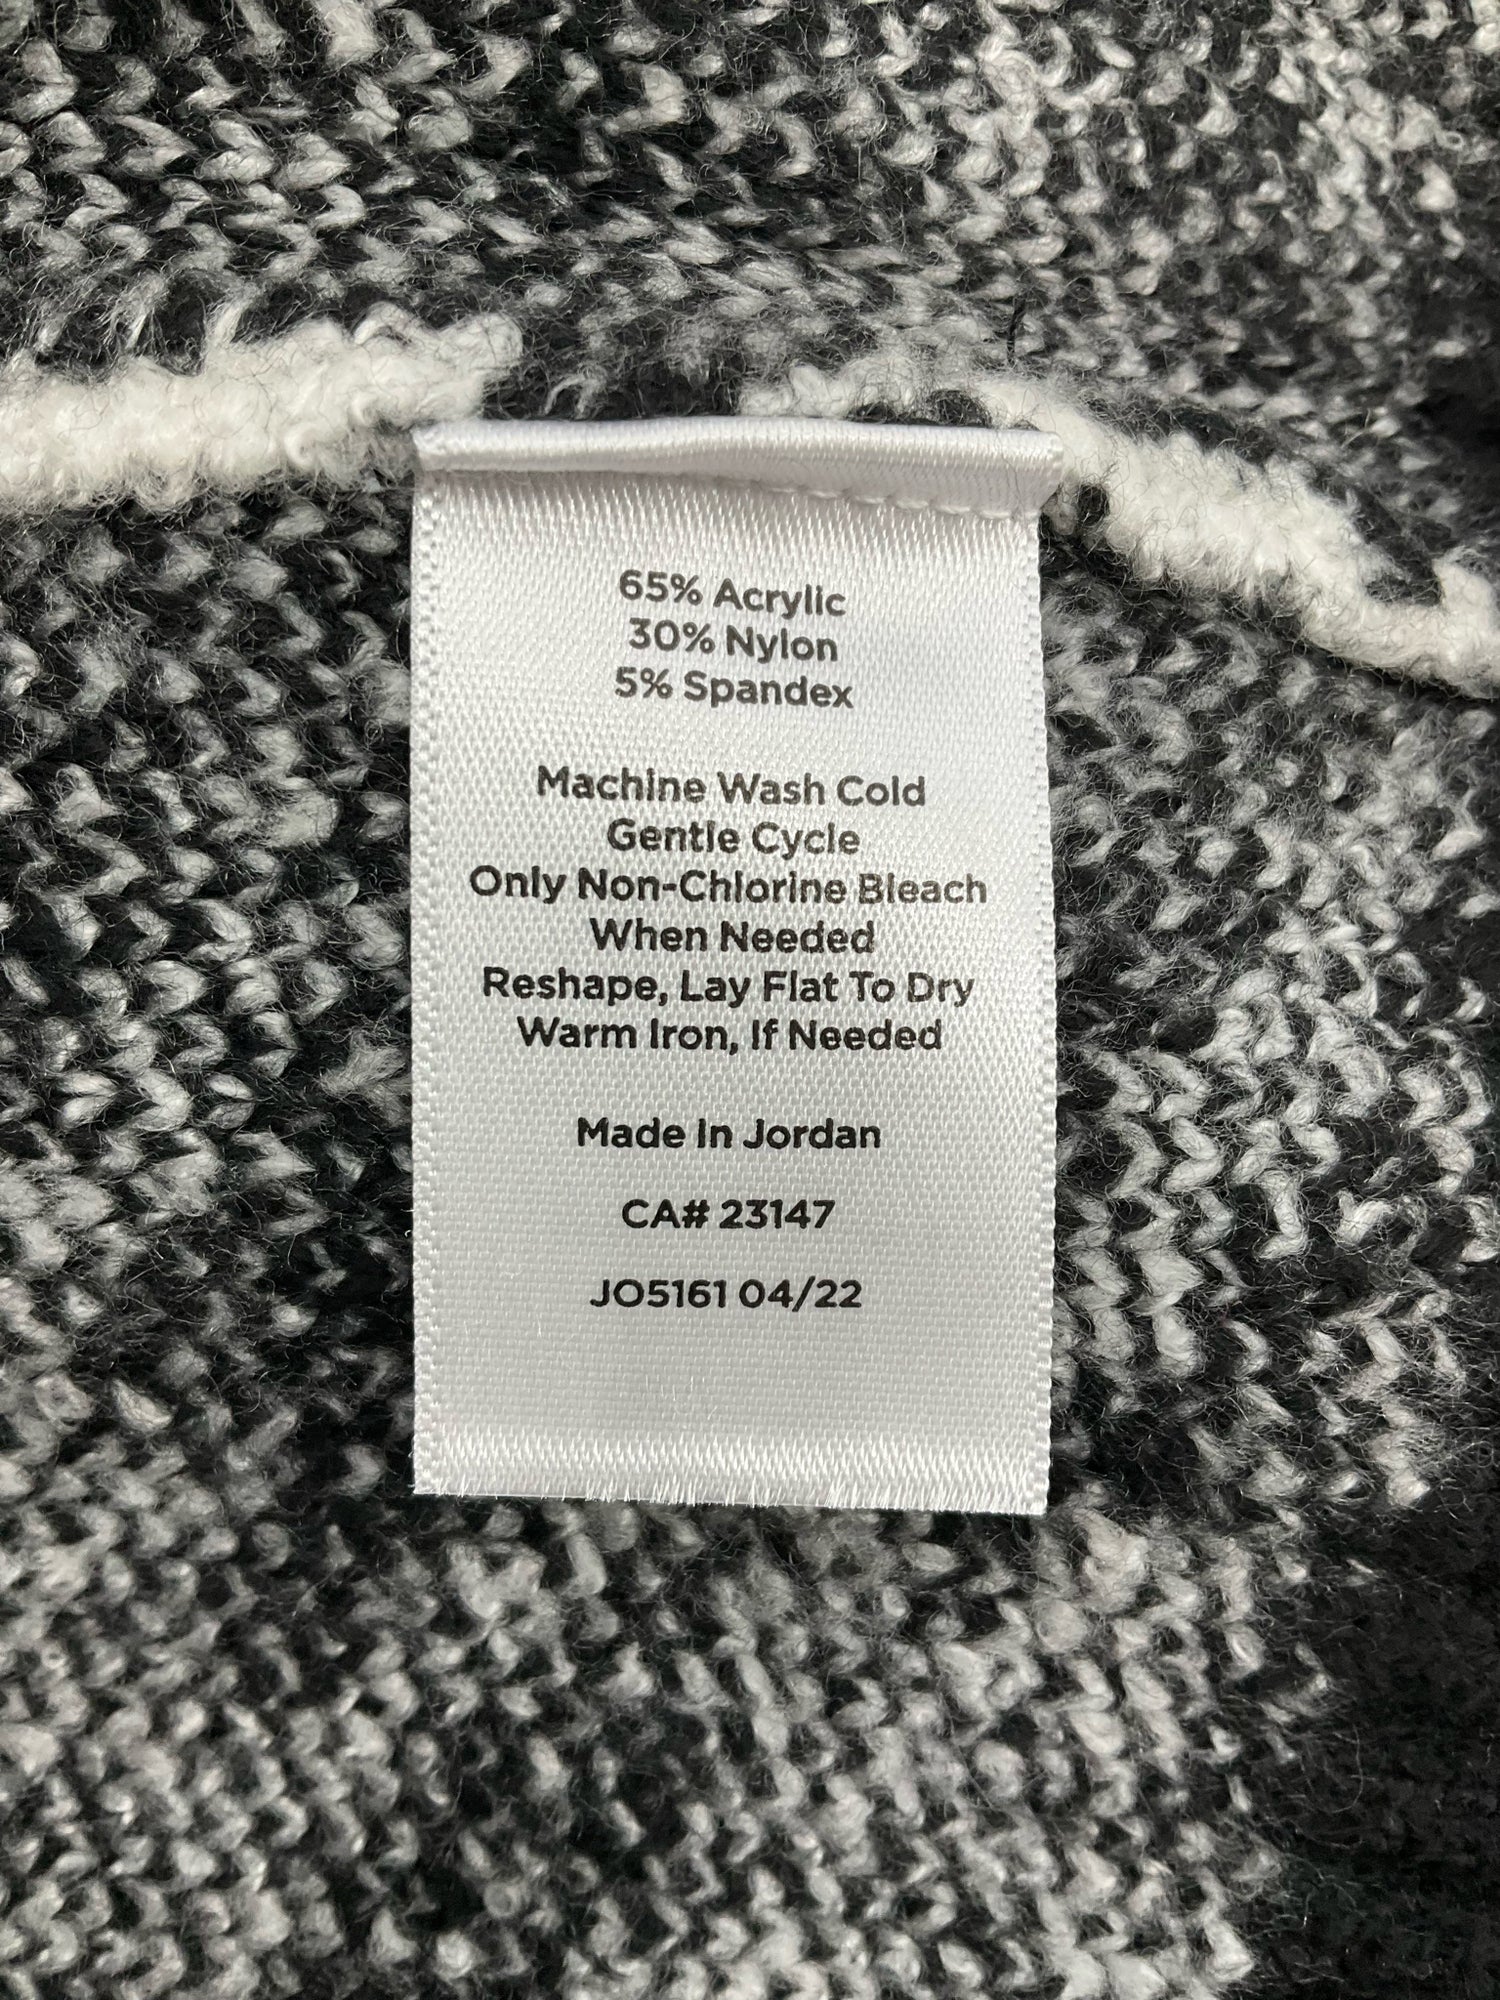 65% Acrylic
30% Nylon
5% Spandex
Machine Wash Cold
Gentle Cycle
Only Non-Chlorine Bleach
When Needed
Reshape, Lay Flat To Dry
Warm Iron, If Needed
Made In Jordan
CA# 23147
JO5161 04/22